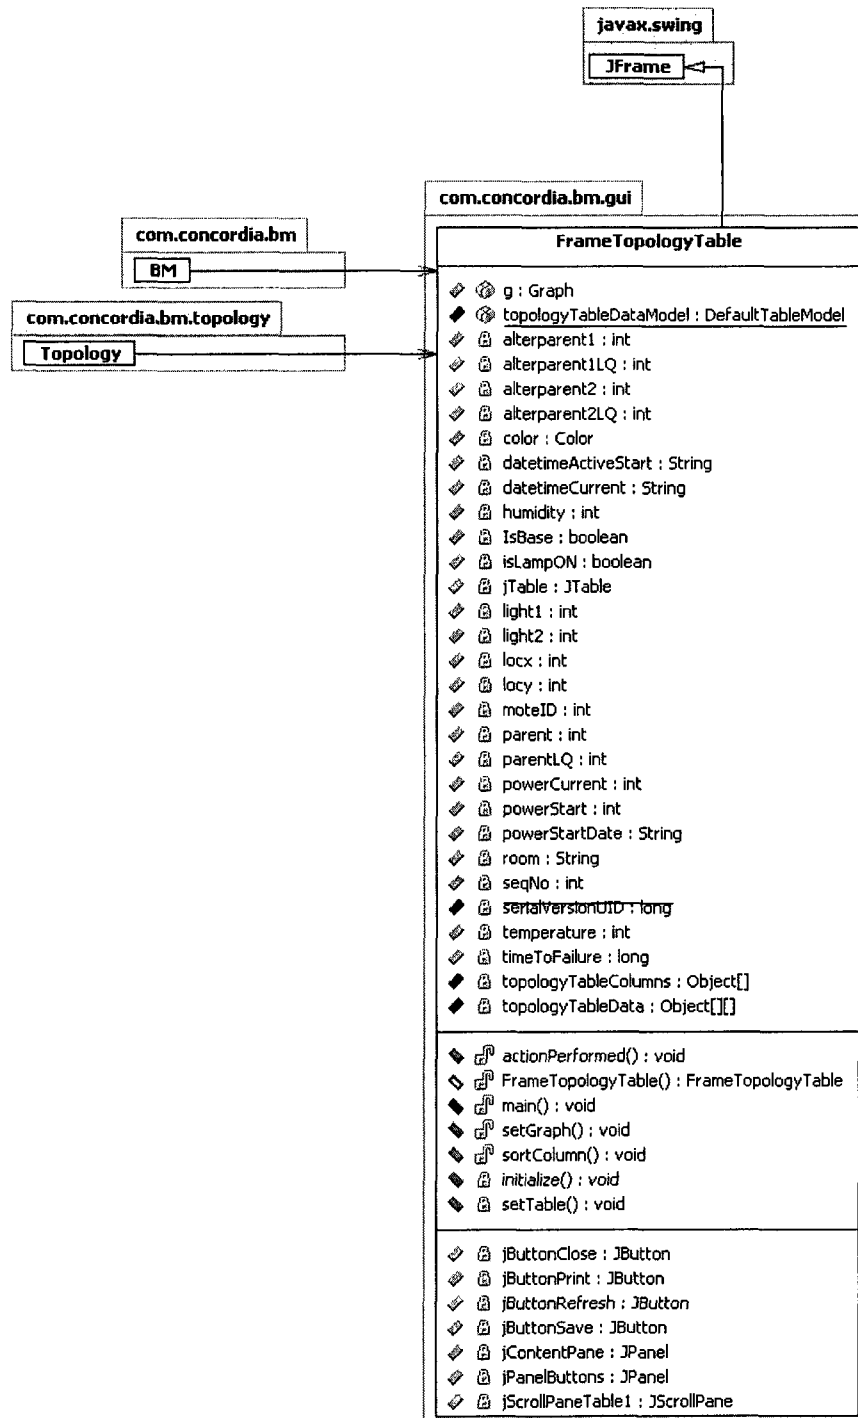 javax.swing
JFrame
com.concordia.bm.gui
com.concordia.bm
BM
com.concordia.bm.topology
Topology
FrameTopologyTable
g : Graph
topologyTableDataModel : DefaultTableModel
alterparent1 : int
alterparent1LQ : int
alterparent2 : int
alterparent2LQ : int
color : Color
datetimeActiveStart : String
datetimeCurrent : String
humidity : int
IsBase : boolean
isLampON : boolean
jTable : JTable
light1 : int
light2 : int
locx : int
locy : int
moteID : int
parent : int
parentLQ : int
powerCurrent : int
powerStart : int
powerStartDate : String
room : String
seqNo : int
serialVersionUID : long
temperature : int
timeToFailure : long
topologyTableColumns : Object[]
topologyTableData : Object[][]
actionPerformed() : void
FrameTopologyTable() : FrameTopologyTable
main() : void
setGraph() : void
sortColumn() : void
initialize() : void
setTable() : void
jButtonClose : JButton
jButtonPrint : JButton
jButtonRefresh : JButton
jButtonSave : JButton
jContentPane : JPanel
jPanelButtons : JPanel
jScrollPaneTable1 : JScrollPane